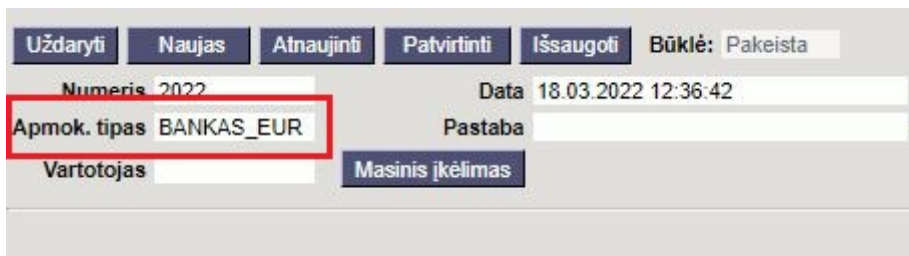 Uždaryti Naujas Atnaujinti Patvirtinti Išsaugoti Būklė: Pakeista
Numeris 2022 Data 18.03.2022 12:36:42
Apmok. tipas BANKAS_EUR Pastaba
Vartotojas Masinis įkėlimas